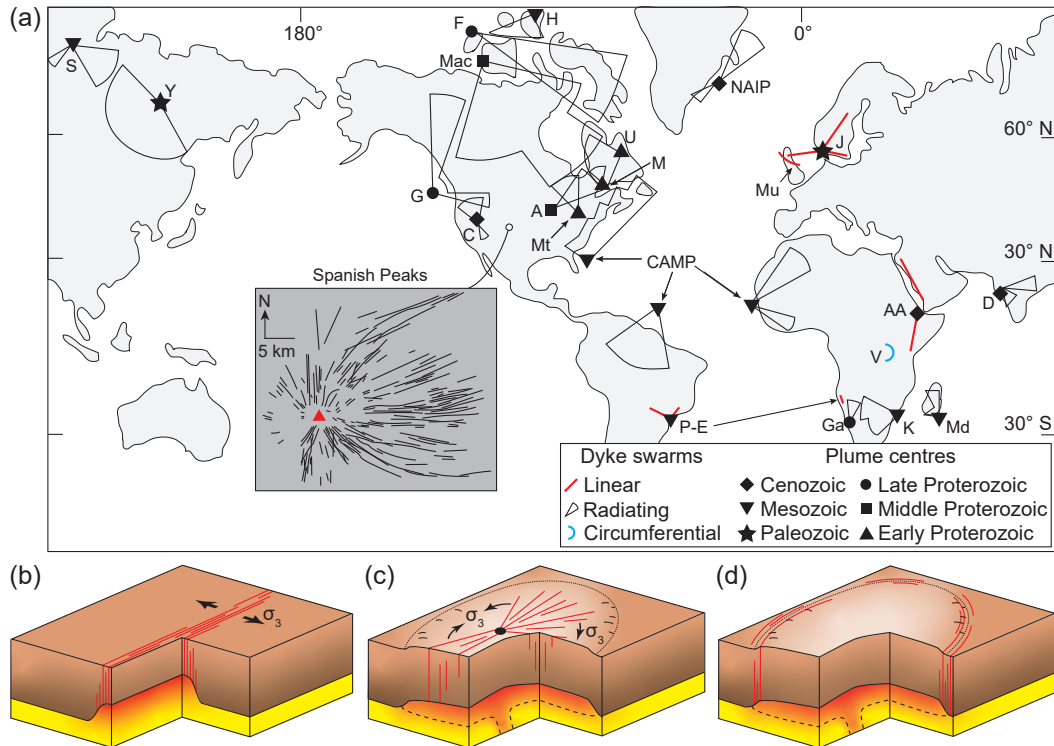 (a)
180°
0°
F
H
Mac
S
Y
NAIP
60° N
U
J
M
Mu
G
A
C
Mt
Spanish Peaks
CAMP
30° N
N
5 km
D
AA
V
P-E
Ga
K
Md
30° S
Dyke swarms
Plume centres
Linear
Cenozoic
Late Proterozoic
Radiating
Mesozoic
Middle Proterozoic
Circumferential
Paleozoic
Early Proterozoic
(b)
σ3
(c)
σ3
σ3
(d)